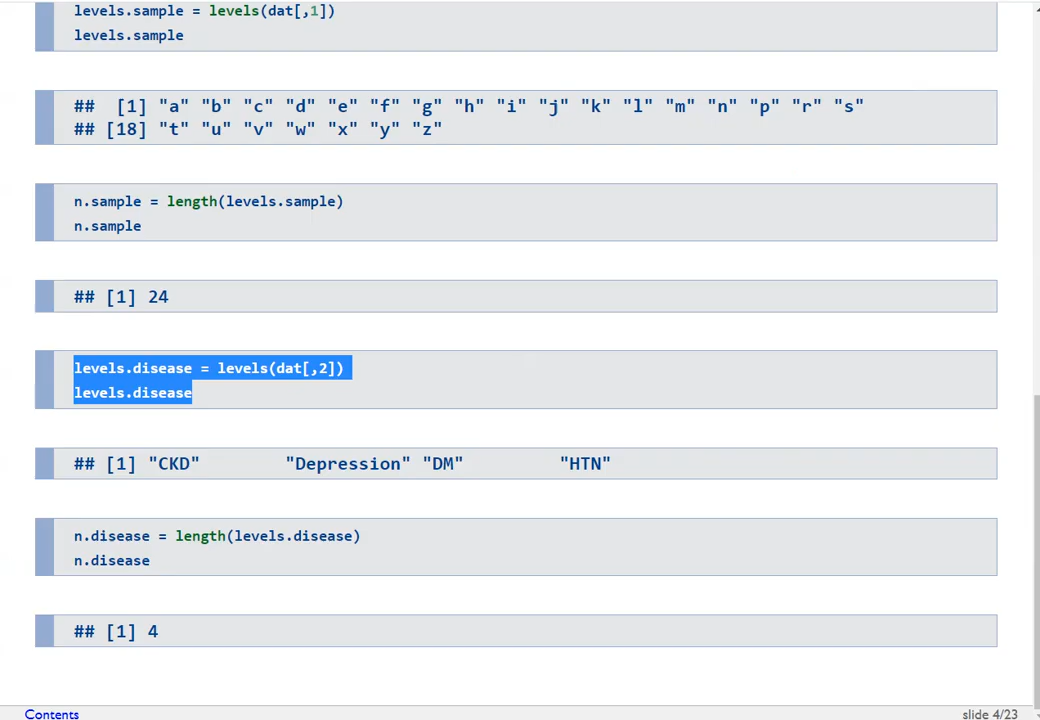 levels.sample = levels(dat[,1])
levels.sample
##  [1] "a" "b" "c" "d" "e" "f" "g" "h" "i" "j" "k" "l" "m" "n" "p" "r" "s"
## [18] "t" "u" "v" "w" "x" "y" "z"
n.sample = length(levels.sample)
n.sample
## [1] 24
levels.disease = levels(dat[,2])
levels.disease
## [1] "CKD"        "Depression" "DM"         "HTN"
n.disease = length(levels.disease)
n.disease
## [1] 4
Contents
slide 4/23